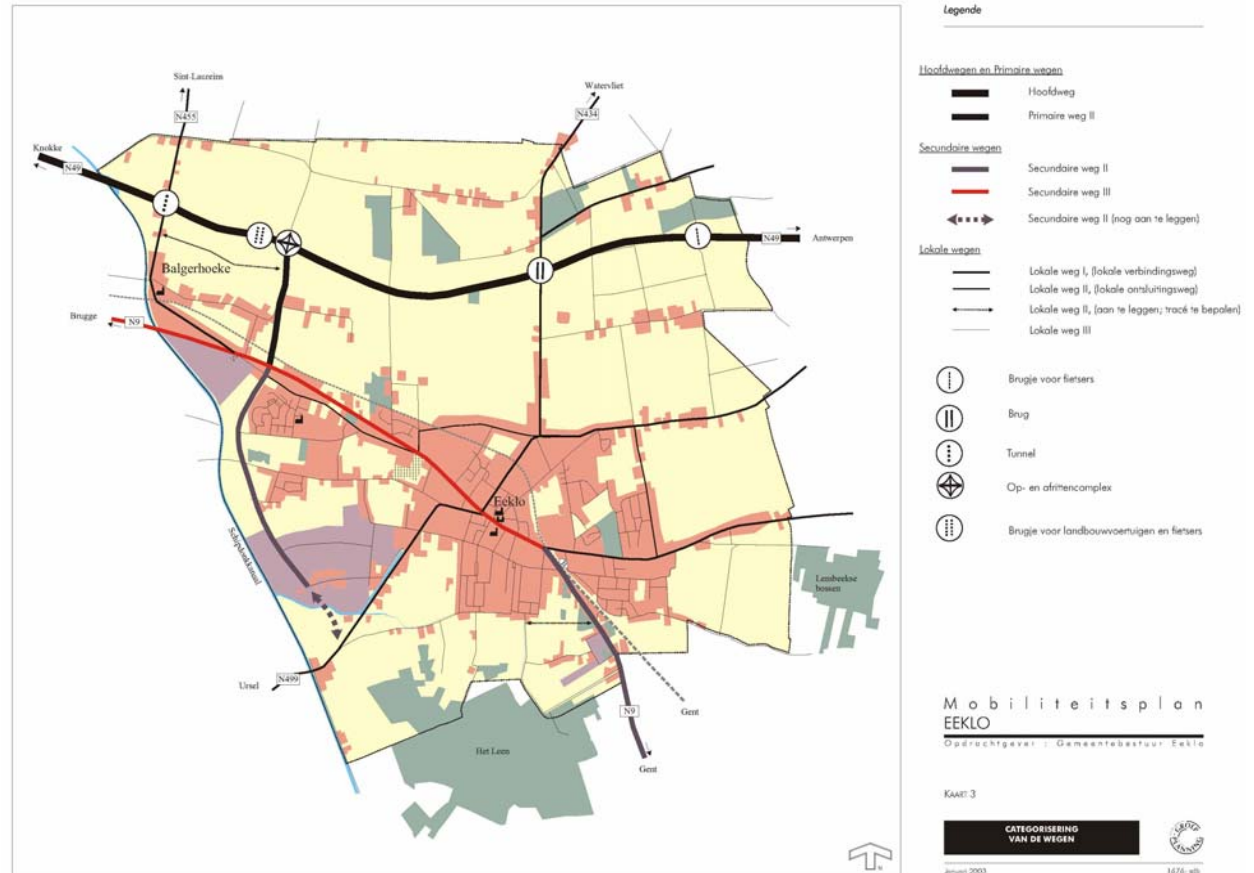 Sint-Laureins
N455
Watervliet
N434
Knokke
N49
N49
Antwerpen
Balgerhoeke
Brugge
N9
Eeklo
Schipdonkkanaal
Lembeekse
bossen
Ursel
N499
N9
Gent
Gent
Het Leen
N
Legende
Hoofdwegen en Primaire wegen
Hoofdweg
Primaire weg II
Secundaire wegen
Secundaire weg II
Secundaire weg III
Secundaire weg II (nog aan te leggen)
Lokale wegen
Lokale weg I, (lokale verbindingsweg)
Lokale weg II, (lokale ontsluitingsweg)
Lokale weg II, (aan te leggen; tracé te bepalen)
Lokale weg III
Brugje voor fietsers
Brug
Tunnel
Op- en afrittencomplex
Brugje voor landbouwvoertuigen en fietsers
Mobiliteitsplan
EEKLO
Opdrachtgever : Gemeentebestuur Eeklo
KAART 3
CATEGORISERING
VAN DE WEGEN
GROEP
PLANNING
Januari 2003